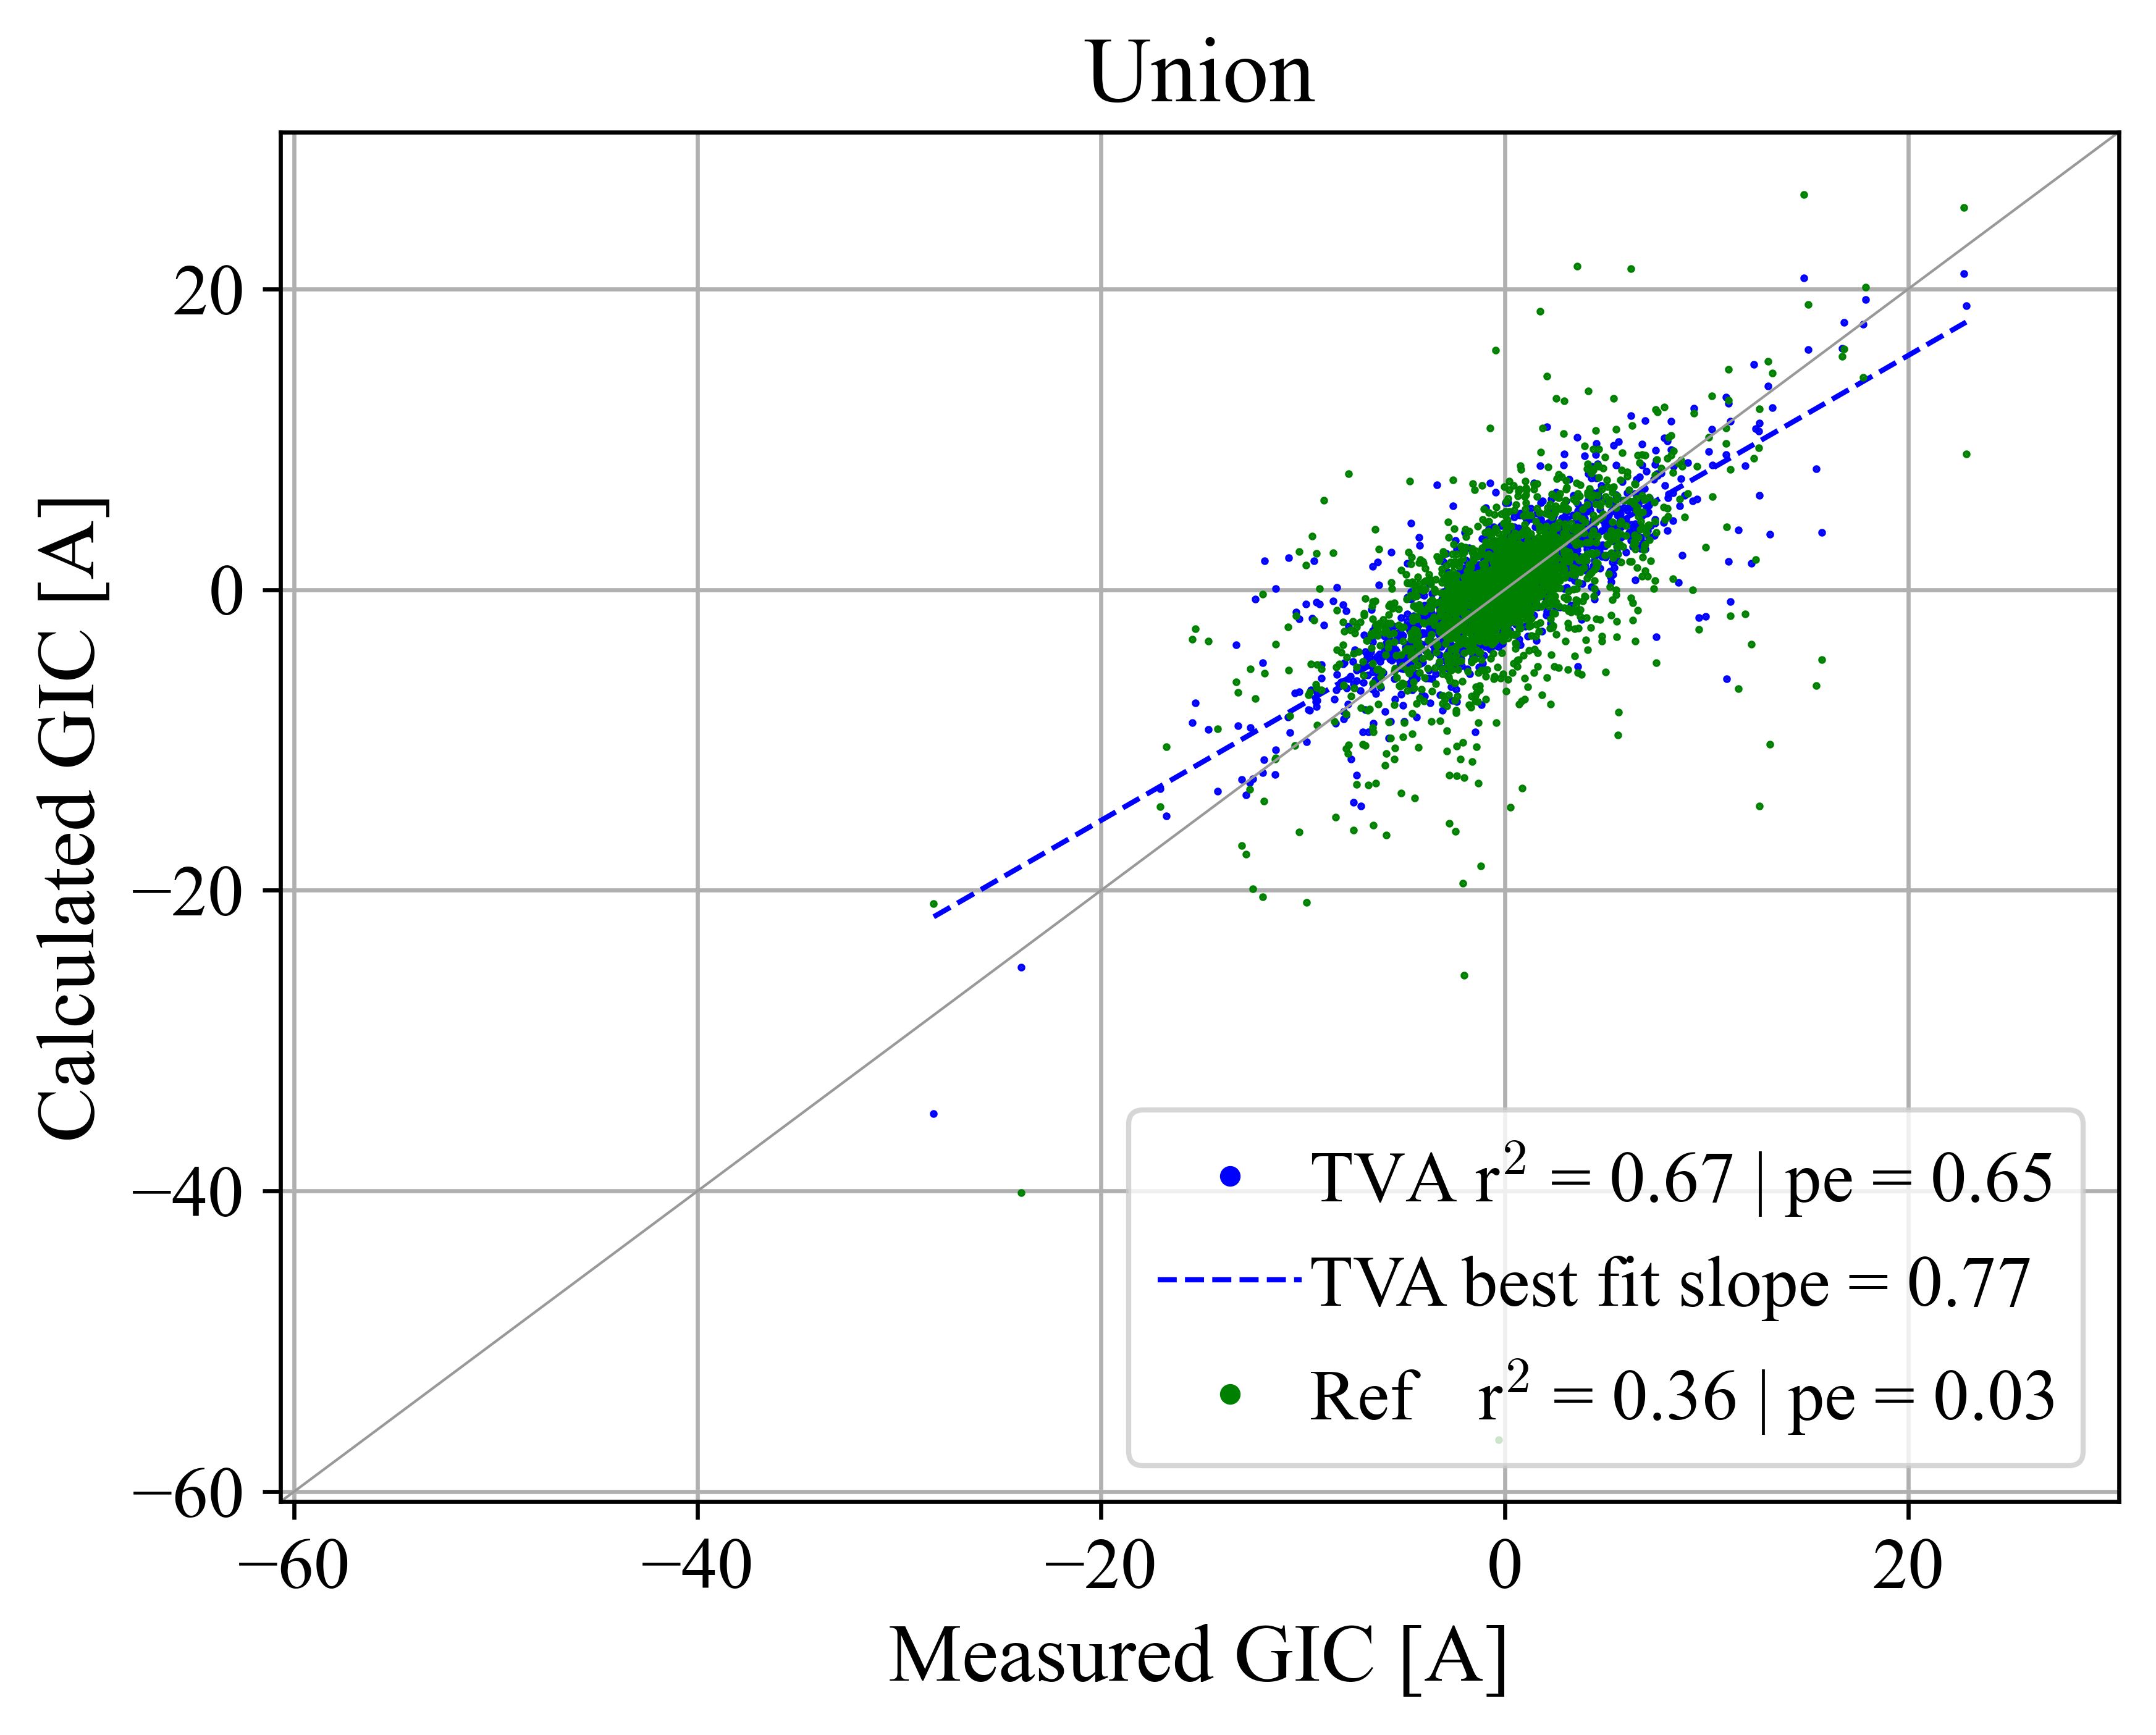 Union
Calculated GIC [A]
20
0
−20
−40
−60
TVA r² = 0.67 | pe = 0.65
TVA best fit slope = 0.77
Ref r² = 0.36 | pe = 0.03
−60 −40 −20 0 20
Measured GIC [A]